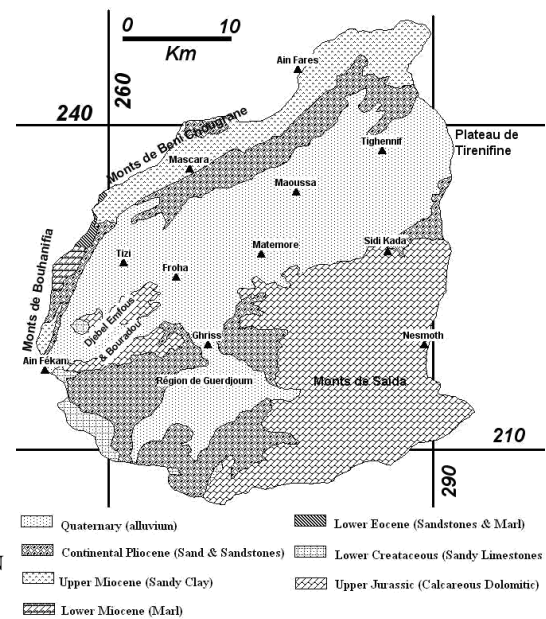 0 10
Km
260
Ain Fares
240
Monts de Beni Chougrane
Plateau de
Tirenifine
Tighennif
Mascara
Maoussa
Monts de Bouhanifia
Tizi
Matemore
Sidi Kada
Froha
Djebel Emfous
& Bouradou
Ghriss
Nesmoth
Ain Fékan
Région de Guerdjoum
Monts de Saida
210
290
Quaternary (alluvium)
Lower Eocene (Sandstones & Marl)
Continental Pliocene (Sand & Sandstones)
Lower Creataceous (Sandy Limestones
N
Upper Miocene (Sandy Clay)
Upper Jurassic (Calcareous Dolomitic)
Lower Miocene (Marl)